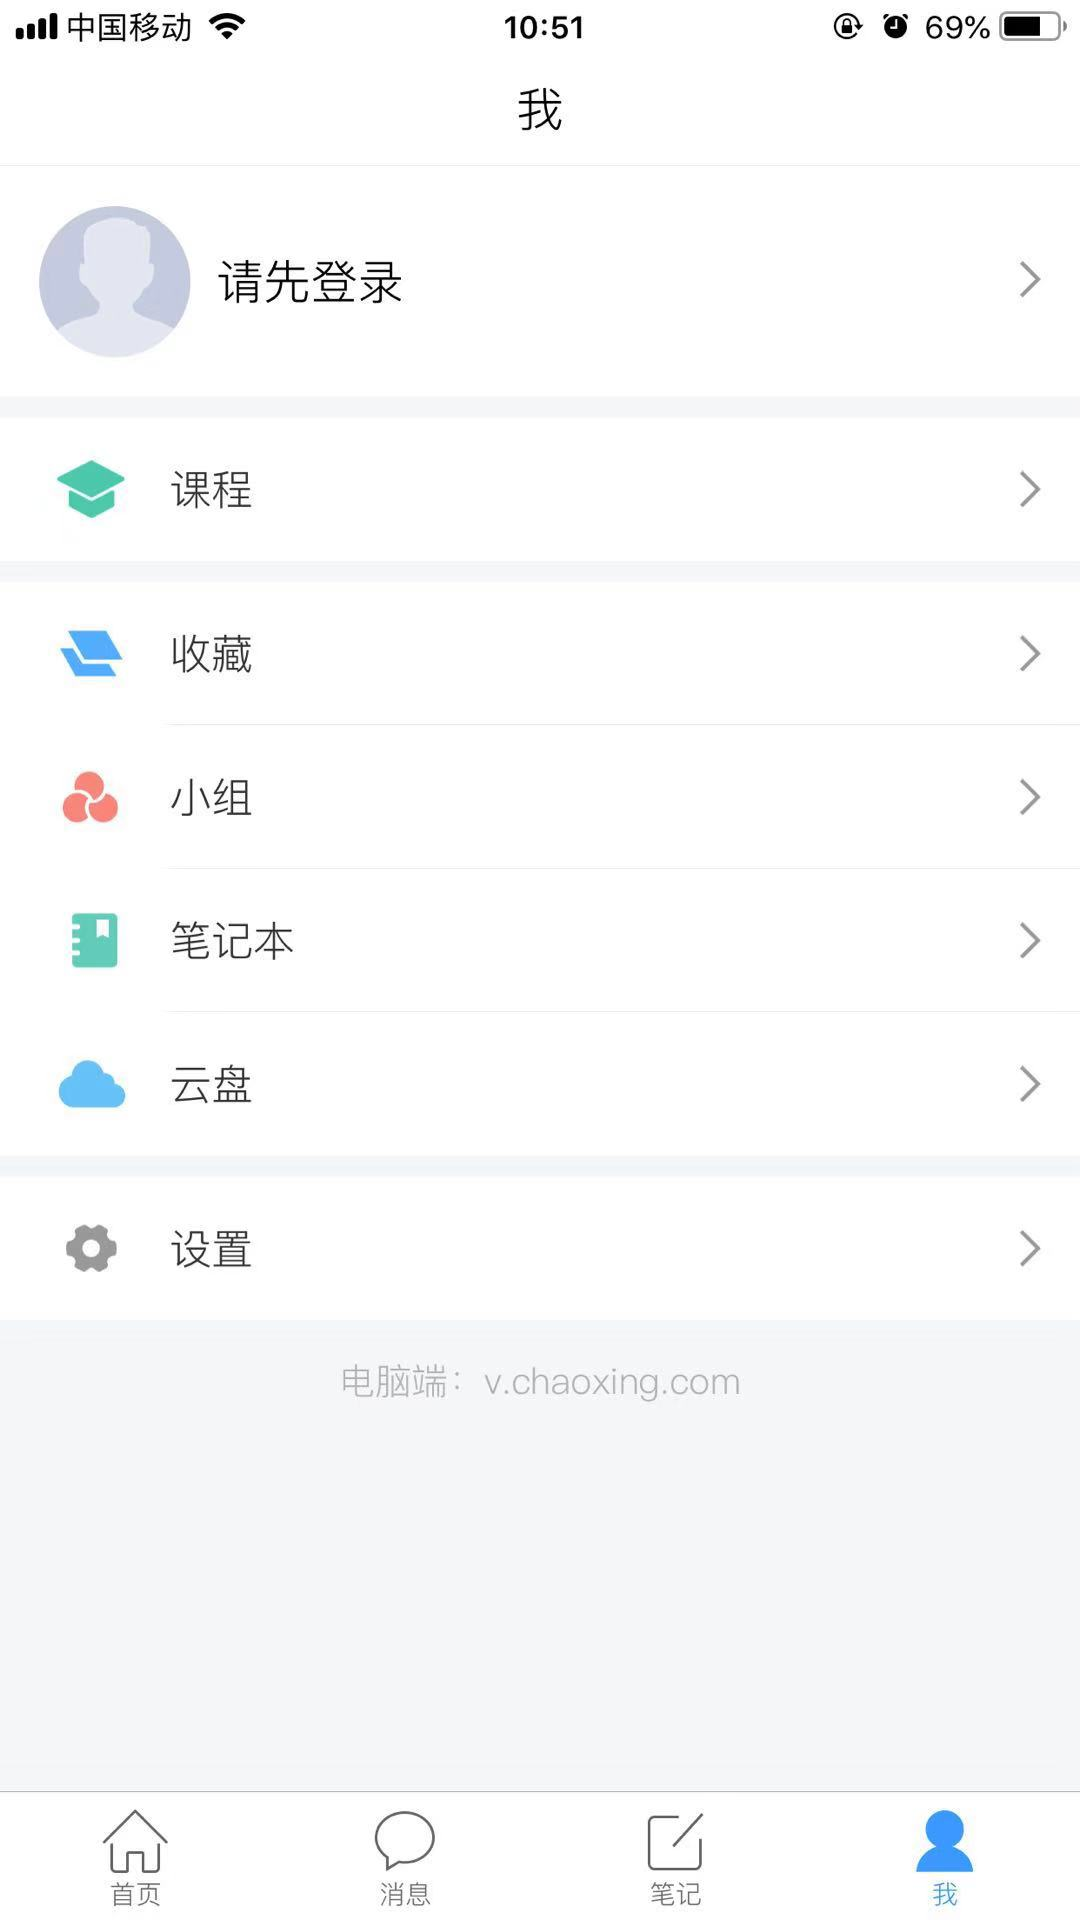 中国移动 10:51 69%
我
请先登录
课程
收藏
小组
笔记本
云盘
设置
电脑端：v.chaoxing.com
首页 消息 笔记 我